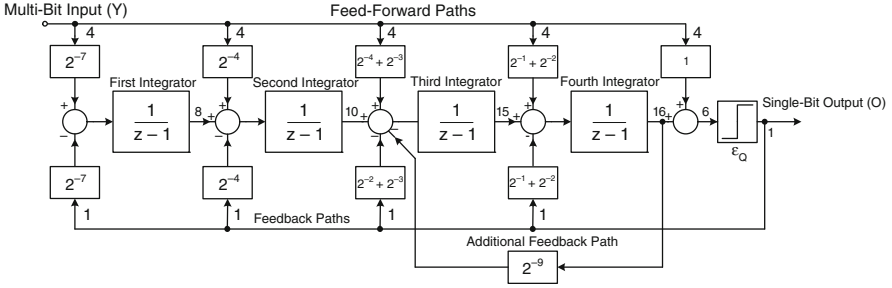 Multi-Bit Input (Y)
Feed-Forward Paths
4 4 4 4 4
2⁻⁷ 2⁻⁴ 2⁻⁴ + 2⁻³ 2⁻¹ + 2⁻² 1
First Integrator Second Integrator Third Integrator Fourth Integrator
Single-Bit Output (O)
+ + + + +
1/(z − 1) 8 + 1/(z − 1) 10 + − 1/(z − 1) 15 + 1/(z − 1) 16 + 6 1
− − − -
εQ
2⁻⁷ 2⁻⁴ 2⁻² + 2⁻³ 2⁻¹ + 2⁻²
1 1 1 1
Feedback Paths
Additional Feedback Path
2⁻⁹